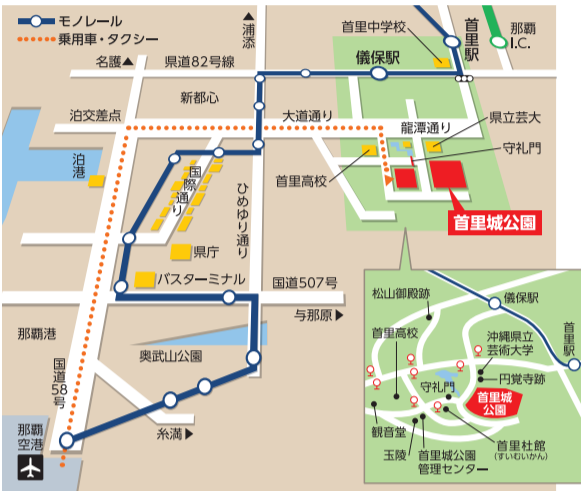 モノレール
乗用車・タクシー
名護▲
▲浦添
県道82号線
新都心
首里中学校
儀保駅
首里駅
那覇I.C.
泊交差点
大道通り
龍潭通り
県立芸大
守礼門
首里高校
首里城公園
泊港
国際通り
ひめゆり通り
県庁
バスターミナル
国道507号
与那原▶
那覇港
奥武山公園
国道58号
糸満▶
那覇
空港
松山御殿跡
儀保駅
首里駅
首里高校
沖縄県立
芸術大学
円覚寺跡
守礼門
首里城
公園
観音堂
玉陵
首里城公園
管理センター
首里杜館
(すいむいかん)